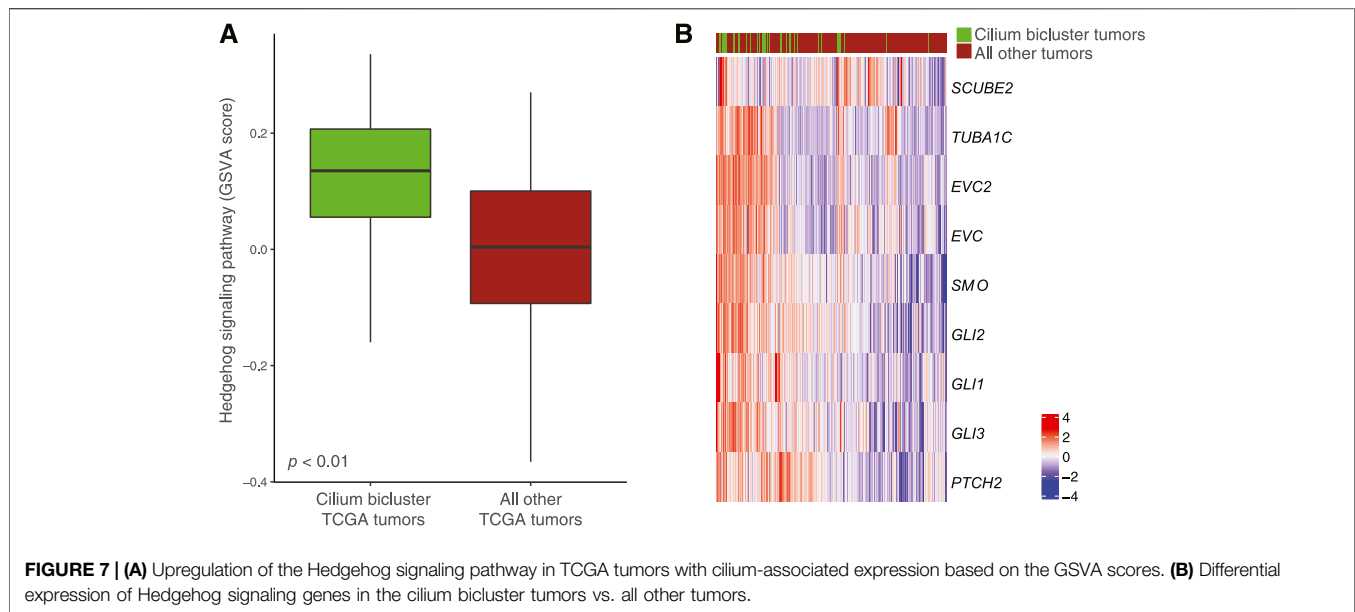 A
Hedgehog signaling pathway (GSVA score)
0.2
0.0
−0.2
−0.4
p < 0.01
Cilium bicluster
TCGA tumors
All other
TCGA tumors
B
Cilium bicluster tumors
All other tumors
SCUBE2
TUBA1C
EVC2
EVC
SMO
GLI2
GLI1
GLI3
PTCH2
4
2
0
−2
−4
FIGURE 7 | (A) Upregulation of the Hedgehog signaling pathway in TCGA tumors with cilium-associated expression based on the GSVA scores. (B) Differential
expression of Hedgehog signaling genes in the cilium bicluster tumors vs. all other tumors.